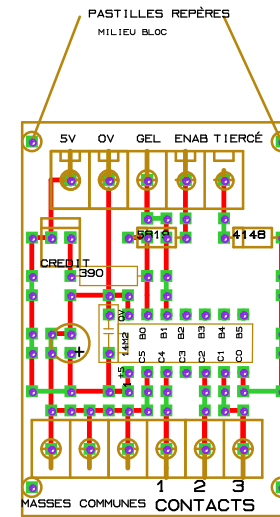 PASTILLES REPÈRES
MILIEU BLOC
5V 0V GEL ENAB TIERCÉ
5819 4148
CREDIT
390
0V
14M2
B0 B1 B2 B3 B4 B5
+5
C5 C4 C3 C2 C1 C0
+
1 2 3
MASSES COMMUNES CONTACTS